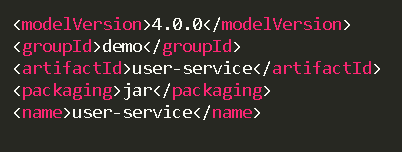 <modelVersion>4.0.0</modelVersion>
<groupId>demo</groupId>
<artifactId>user-service</artifactId>
<packaging>jar</packaging>
<name>user-service</name>